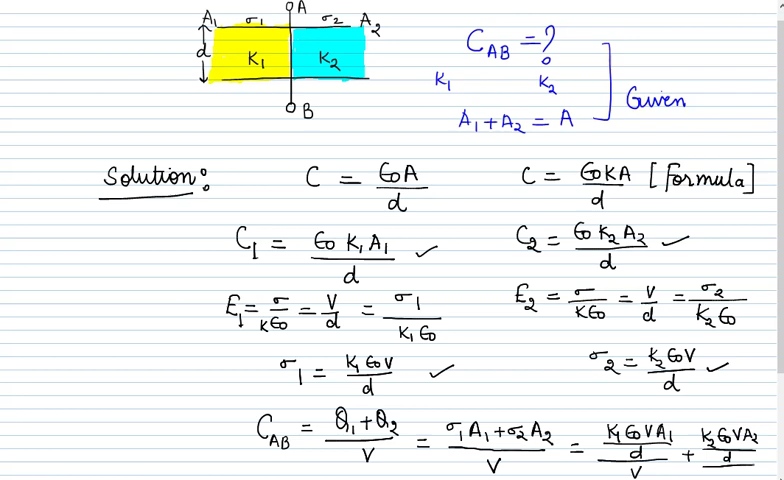 A
A₁ σ₁ σ₂ A₂
d K₁ K₂
B
C_AB = ?
K₁ K₂
A₁ + A₂ = A
Guiven
Solution:
C = ϵ₀A/d C = ϵ₀KA/d [Formula]
C₁ = ϵ₀K₁A₁/d ✓ C₂ = ϵ₀K₂A₂/d ✓
E₁ = σ/Kϵ₀ = V/d = σ₁/K₁ϵ₀ E₂ = σ/Kϵ₀ = V/d = σ₂/K₂ϵ₀
σ₁ = K₁ϵ₀V/d ✓ σ₂ = K₂ϵ₀V/d ✓
C_AB = (Q₁ + Q₂)/V = (σ₁A₁ + σ₂A₂)/V = (K₁ϵ₀VA₁/d)/V + K₂ϵ₀VA₂/d